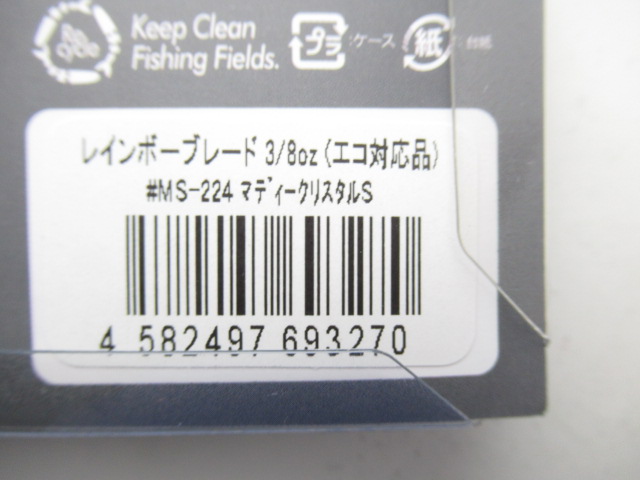 Keep Clean
Fishing Fields.
プラ :ケース 紙 : 台紙
レインボーブレード 3/8oz(エコ対応品)
#MS-224 マディークリスタルS
4 582497 693270